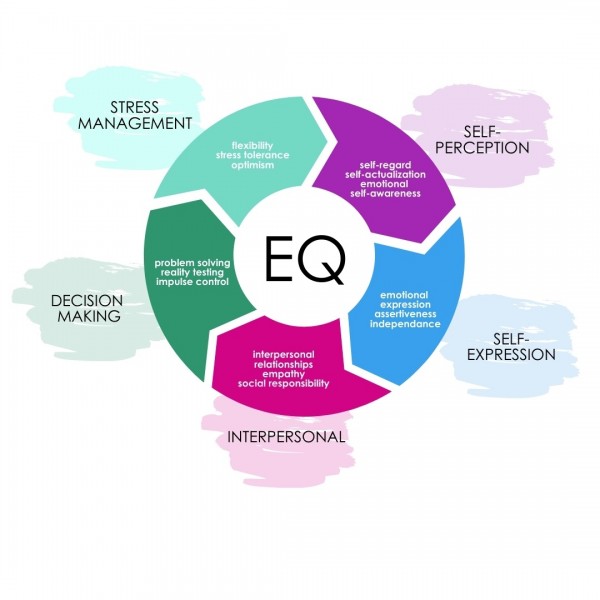 STRESS
MANAGEMENT
flexibility
stress tolerance
optimism
SELF-
PERCEPTION
self-regard
self-actualization
emotional
self-awareness
EQ
problem solving
reality testing
impulse control
DECISION
MAKING
emotional
expression
assertiveness
independance
SELF-
EXPRESSION
interpersonal
relationships
empathy
social responsibility
INTERPERSONAL